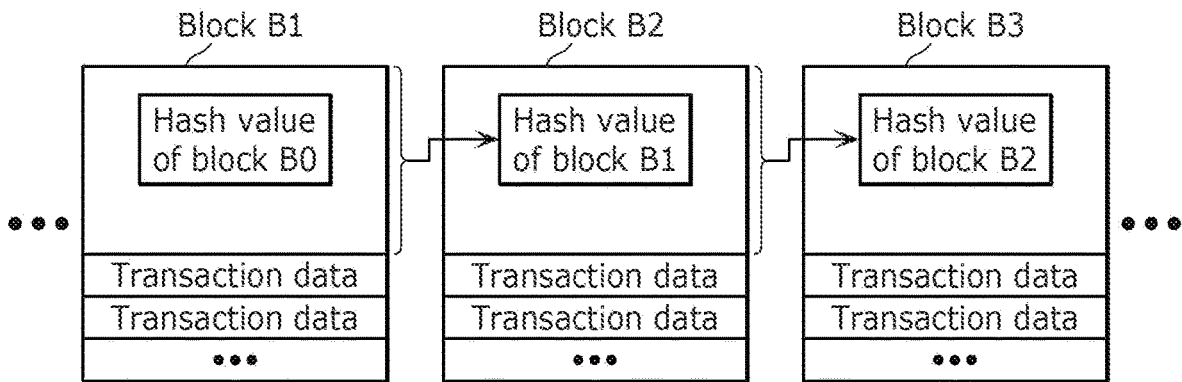 Block B1
Block B2
Block B3
Hash value
of block B0
Hash value
of block B1
Hash value
of block B2
•••
•••
Transaction data
Transaction data
Transaction data
Transaction data
Transaction data
Transaction data
•••
•••
•••